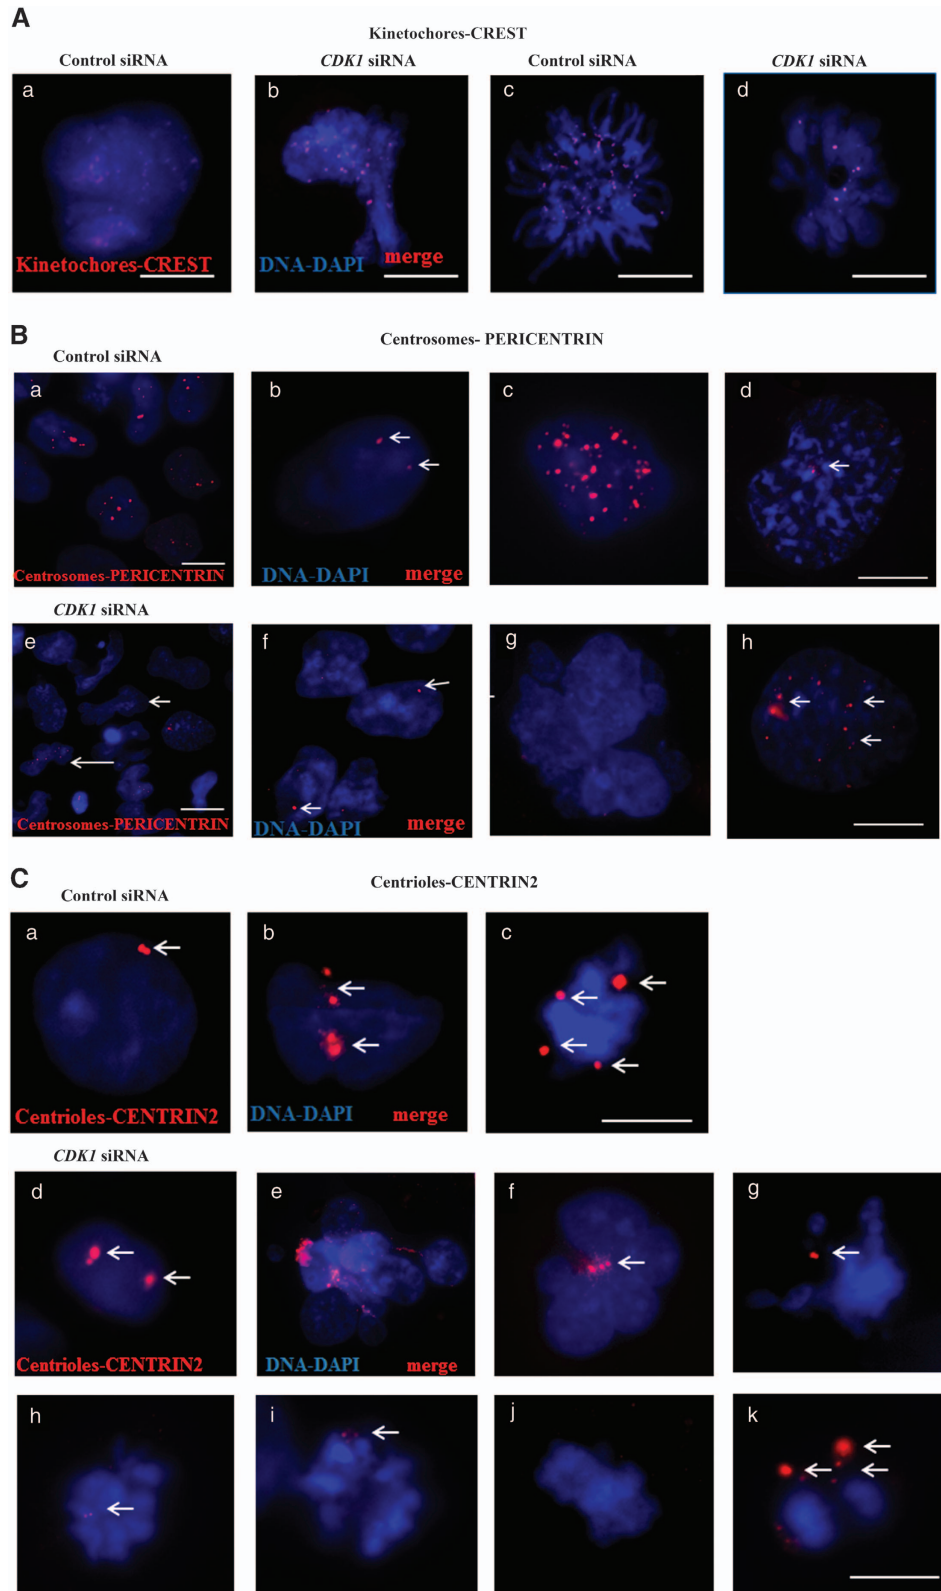 A
Kinetochores-CREST
Control siRNA
CDK1 siRNA
Control siRNA
CDK1 siRNA
a
b
c
d
Kinetochores-CREST
DNA-DAPI
merge
B
Centrosomes- PERICENTRIN
Control siRNA
a
b
c
d
Centrosomes-PERICENTRIN
DNA-DAPI
merge
CDK1 siRNA
e
f
g
h
Centrosomes-PERICENTRIN
DNA-DAPI
merge
C
Centrioles-CENTRIN2
Control siRNA
a
b
c
Centrioles-CENTRIN2
DNA-DAPI
merge
CDK1 siRNA
d
e
f
g
Centrioles-CENTRIN2
DNA-DAPI
merge
h
i
j
k